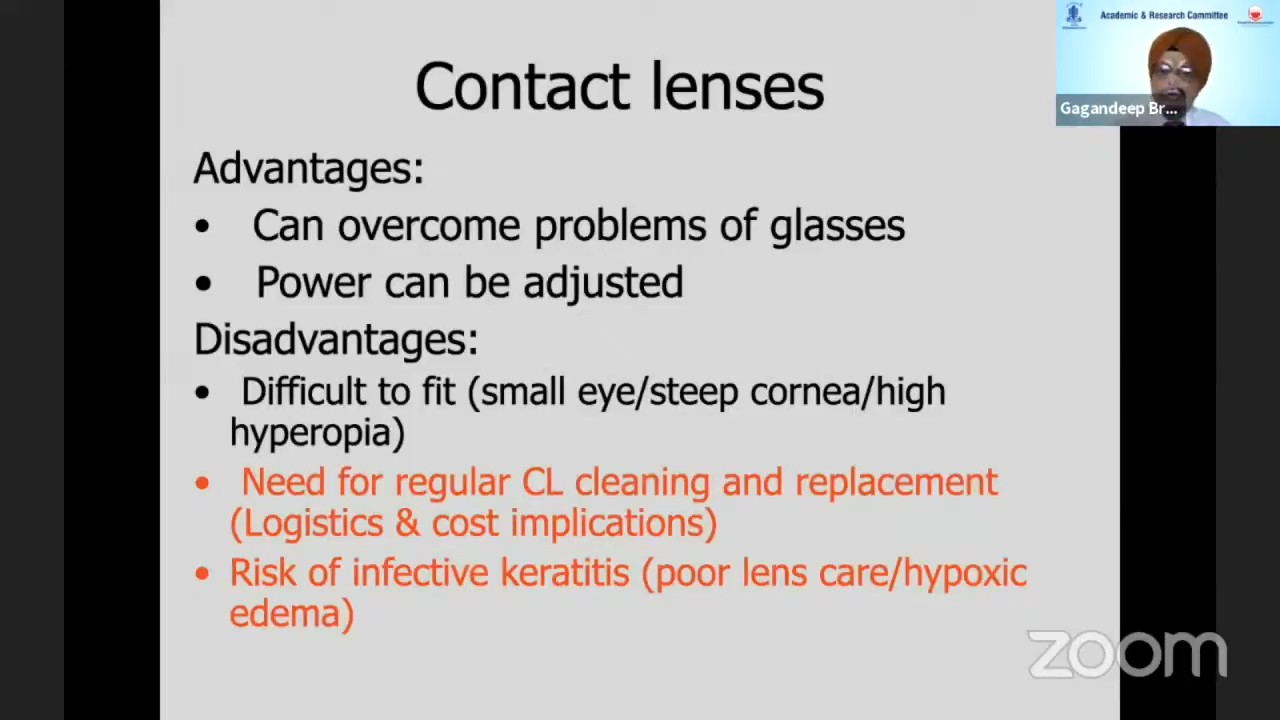 Academic & Research Committee
Gagandeep Br...
Contact lenses
Advantages:
• Can overcome problems of glasses
• Power can be adjusted
Disadvantages:
• Difficult to fit (small eye/steep cornea/high
hyperopia)
• Need for regular CL cleaning and replacement
(Logistics & cost implications)
• Risk of infective keratitis (poor lens care/hypoxic
edema)
zoom